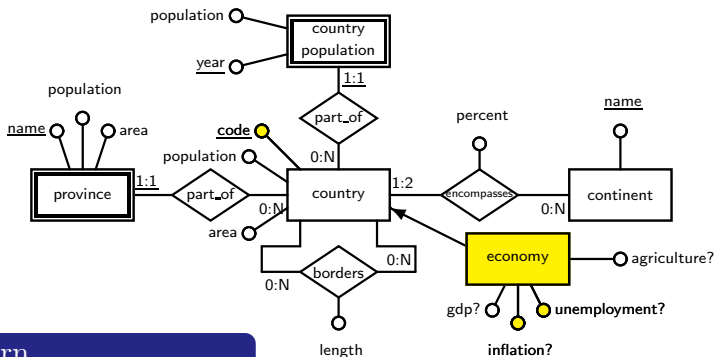 population
country
population
year
1:1
population
name
area
code
part_of
percent
name
population
0:N
province
1:1
part_of
0:N
country
1:2
encompasses
0:N
continent
area
economy
agriculture?
borders
0:N
0:N
gdp?
unemployment?
length
inflation?